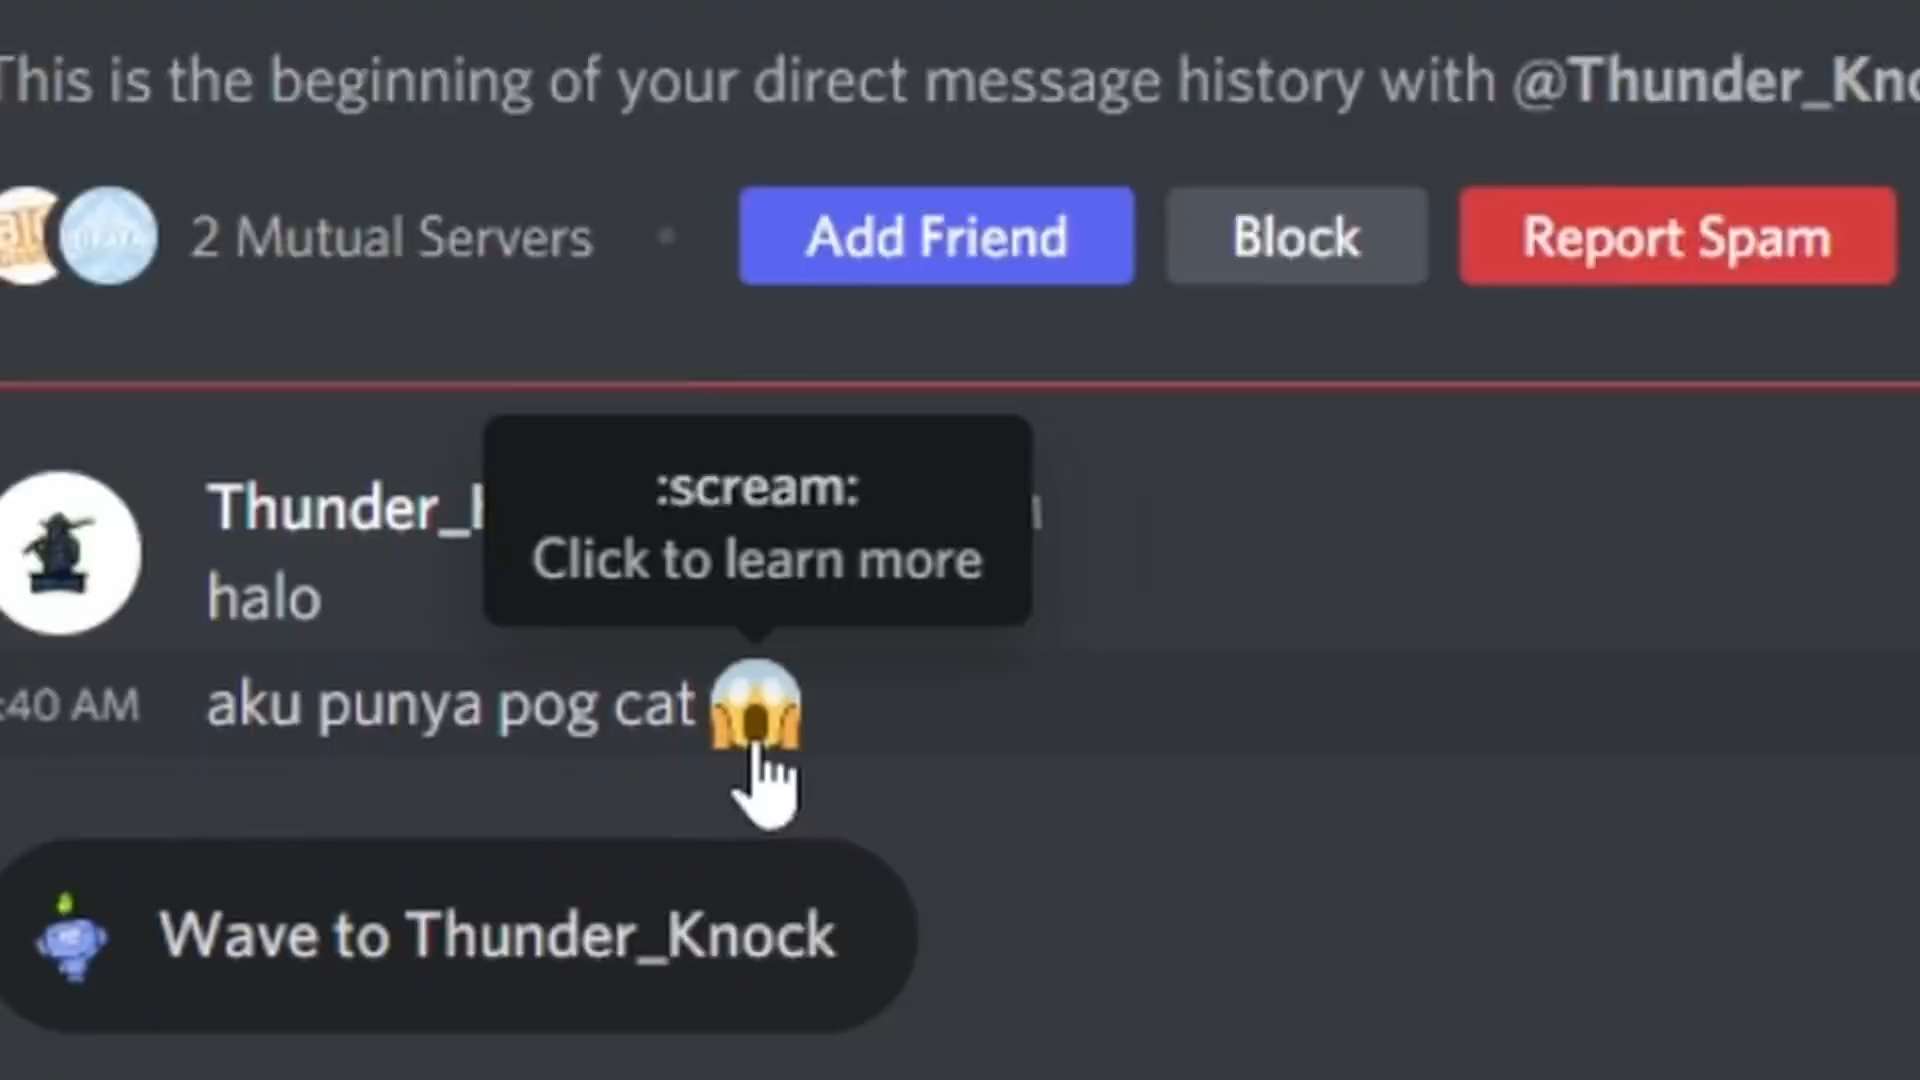 This is the beginning of your direct message history with @Thunder_Kno
2 Mutual Servers
Add Friend
Block
Report Spam
:scream:
Click to learn more
Thunder_
halo
:40 AM aku punya pog cat 😱
Wave to Thunder_Knock